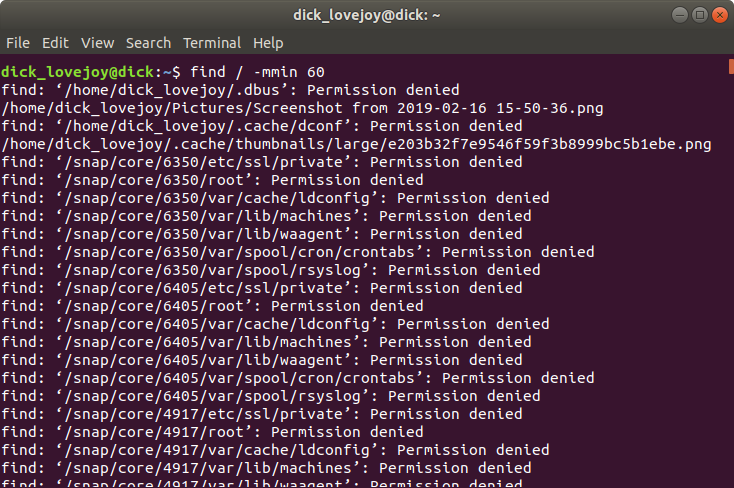 dick_lovejoy@dick: ~
File Edit View Search Terminal Help
dick_lovejoy@dick:~$ find / -mmin 60
find: ‘/home/dick_lovejoy/.dbus’: Permission denied
/home/dick_lovejoy/Pictures/Screenshot from 2019-02-16 15-50-36.png
find: ‘/home/dick_lovejoy/.cache/dconf’: Permission denied
/home/dick_lovejoy/.cache/thumbnails/large/e203b32f7e9546f59f3b8999bc5b1ebe.png
find: ‘/snap/core/6350/etc/ssl/private’: Permission denied
find: ‘/snap/core/6350/root’: Permission denied
find: ‘/snap/core/6350/var/cache/ldconfig’: Permission denied
find: ‘/snap/core/6350/var/lib/machines’: Permission denied
find: ‘/snap/core/6350/var/lib/waagent’: Permission denied
find: ‘/snap/core/6350/var/spool/cron/crontabs’: Permission denied
find: ‘/snap/core/6350/var/spool/rsyslog’: Permission denied
find: ‘/snap/core/6405/etc/ssl/private’: Permission denied
find: ‘/snap/core/6405/root’: Permission denied
find: ‘/snap/core/6405/var/cache/ldconfig’: Permission denied
find: ‘/snap/core/6405/var/lib/machines’: Permission denied
find: ‘/snap/core/6405/var/lib/waagent’: Permission denied
find: ‘/snap/core/6405/var/spool/cron/crontabs’: Permission denied
find: ‘/snap/core/6405/var/spool/rsyslog’: Permission denied
find: ‘/snap/core/4917/etc/ssl/private’: Permission denied
find: ‘/snap/core/4917/root’: Permission denied
find: ‘/snap/core/4917/var/cache/ldconfig’: Permission denied
find: ‘/snap/core/4917/var/lib/machines’: Permission denied
find: ‘/snap/core/4917/var/lib/waagent’: Permission denied